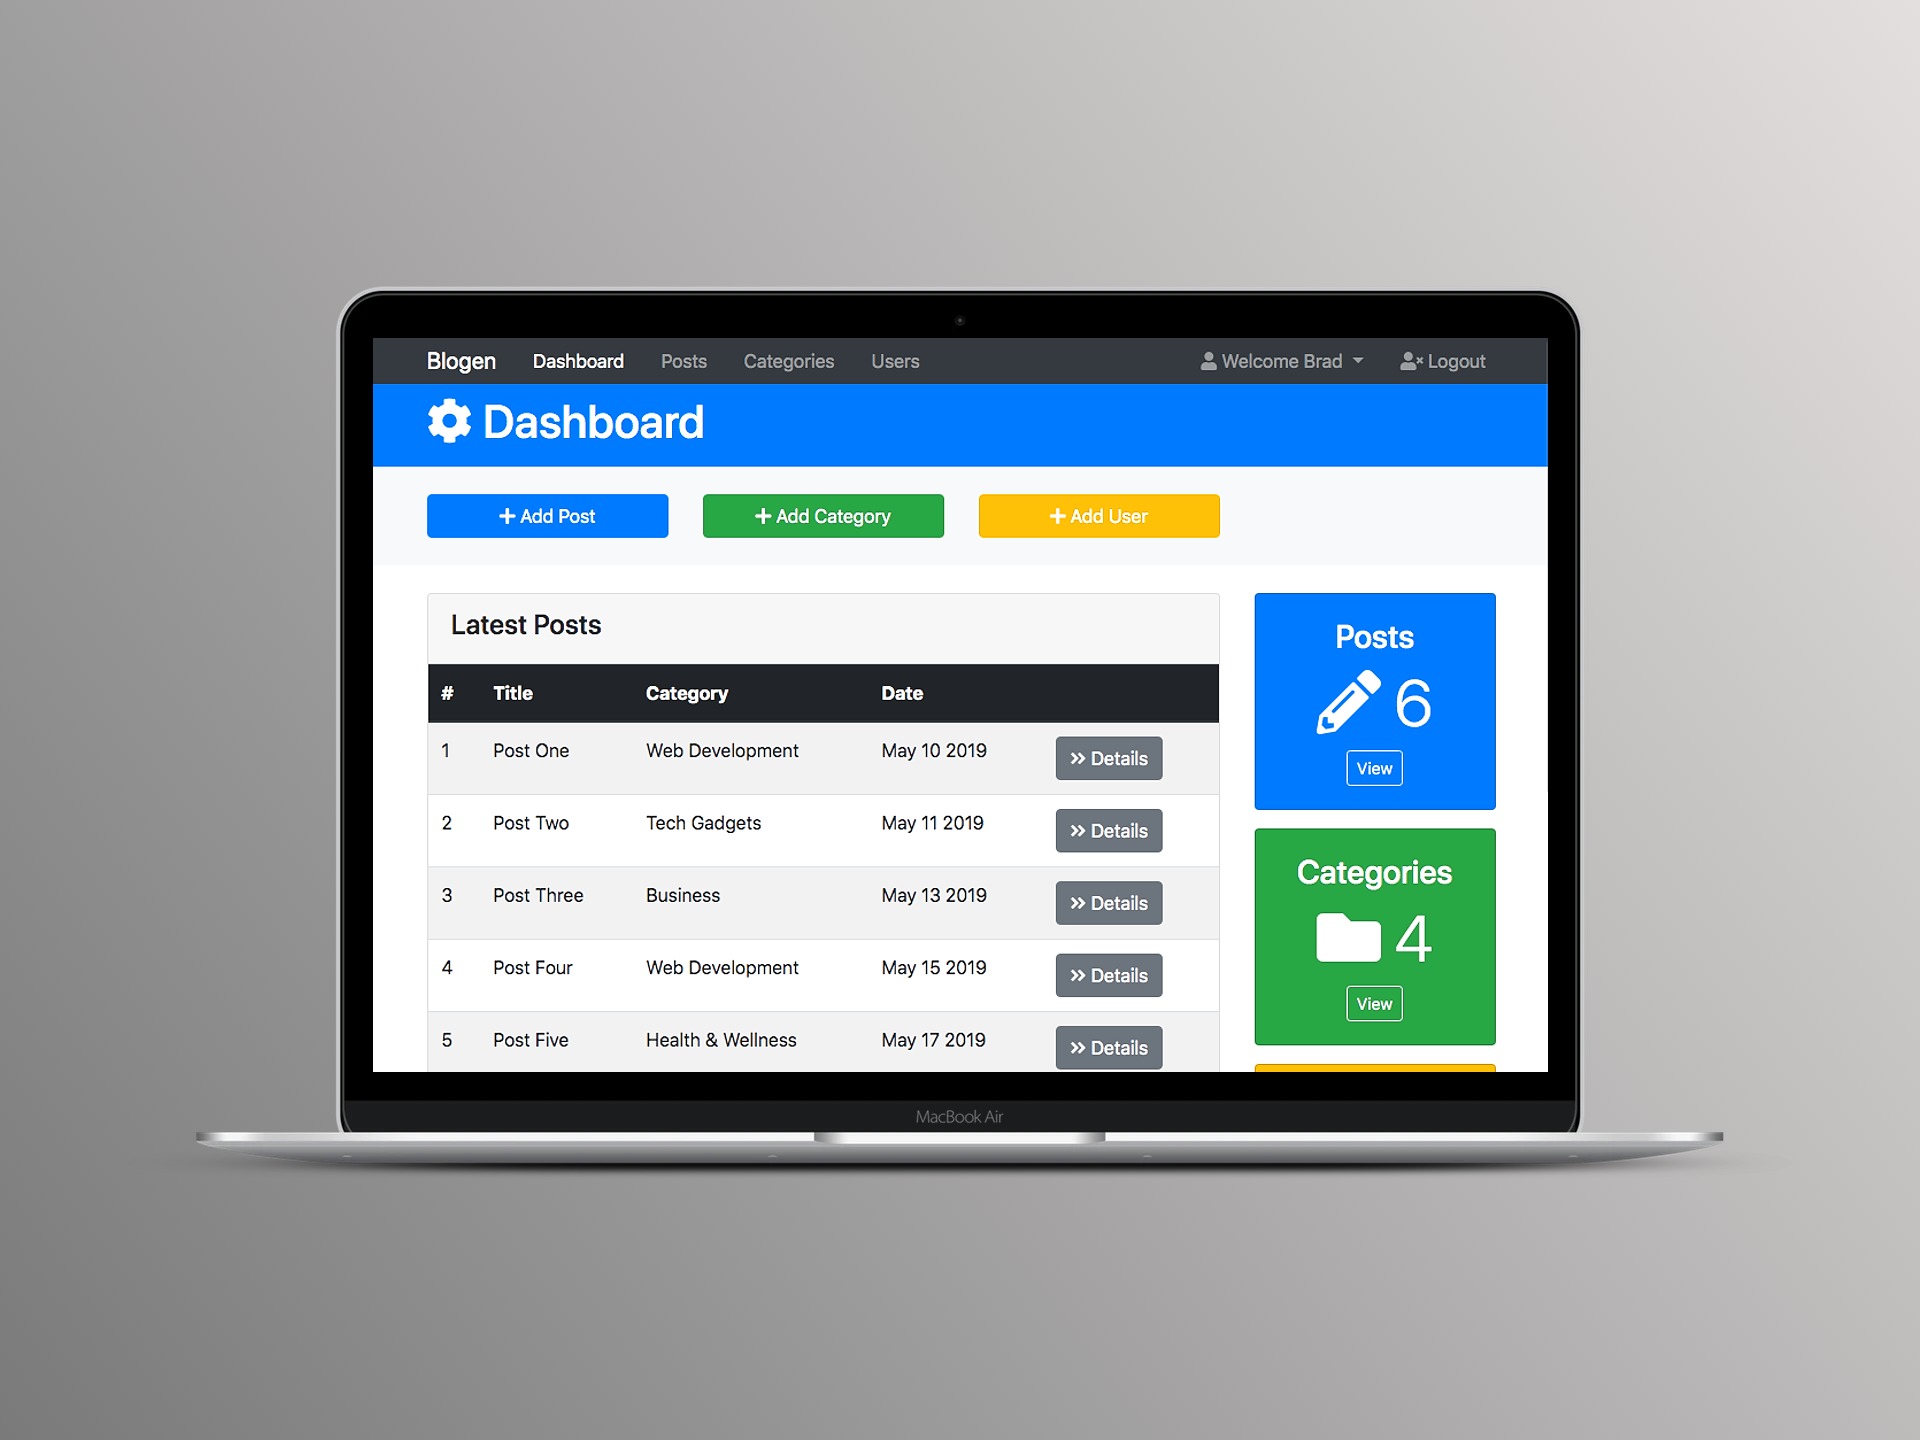 Blogen Dashboard Posts Categories Users Welcome Brad Logout
Dashboard
Add Post Add Category Add User
Latest Posts
# Title Category Date
1 Post One Web Development May 10 2019 Details
2 Post Two Tech Gadgets May 11 2019 Details
3 Post Three Business May 13 2019 Details
4 Post Four Web Development May 15 2019 Details
5 Post Five Health & Wellness May 17 2019 Details
Posts
6
View
Categories
4
View
MacBook Air